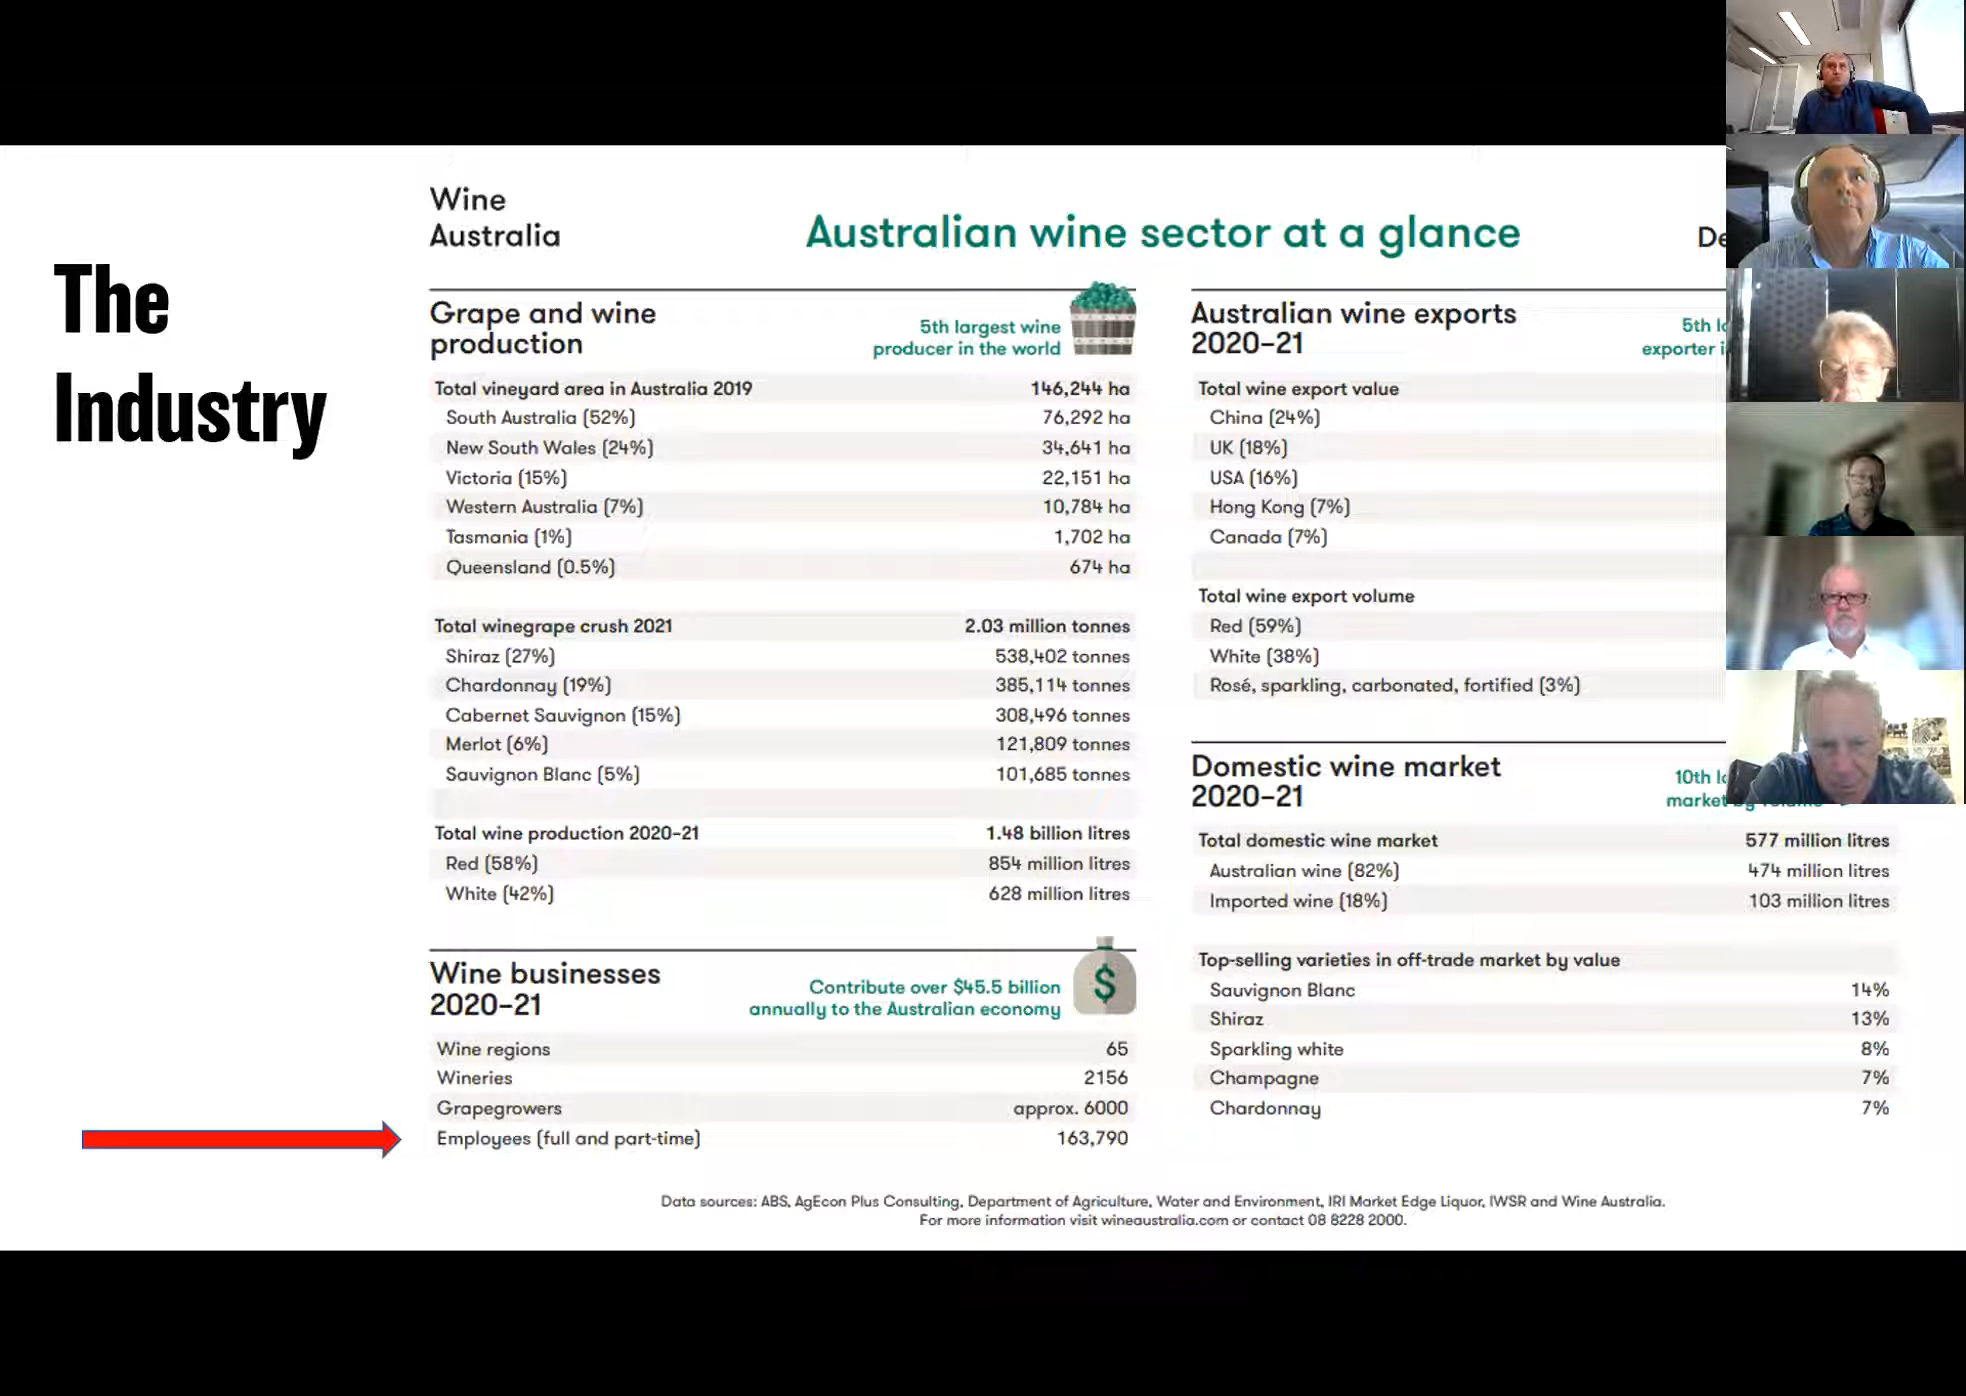 The
Industry
Wine
Australia
Australian wine sector at a glance
Grape and wine
production
5th largest wine
producer in the world
Total vineyard area in Australia 2019 146,244 ha
South Australia (52%) 76,292 ha
New South Wales (24%) 34,641 ha
Victoria (15%) 22,151 ha
Western Australia (7%) 10,784 ha
Tasmania (1%) 1,702 ha
Queensland (0.5%) 674 ha
Total winegrape crush 2021 2.03 million tonnes
Shiraz (27%) 538,402 tonnes
Chardonnay (19%) 385,114 tonnes
Cabernet Sauvignon (15%) 308,496 tonnes
Merlot (6%) 121,809 tonnes
Sauvignon Blanc (5%) 101,685 tonnes
Total wine production 2020–21 1.48 billion litres
Red (58%) 854 million litres
White (42%) 628 million litres
Wine businesses
2020–21
Contribute over $45.5 billion
annually to the Australian economy
$
Wine regions 65
Wineries 2156
Grapegrowers approx. 6000
Employees (full and part-time) 163,790
Australian wine exports
2020–21
5th
exporter
Total wine export value
China (24%)
UK (18%)
USA (16%)
Hong Kong (7%)
Canada (7%)
Total wine export volume
Red (59%)
White (38%)
Rosé, sparkling, carbonated, fortified (3%)
Domestic wine market
2020–21
10th
market
Total domestic wine market 577 million litres
Australian wine (82%) 474 million litres
Imported wine (18%) 103 million litres
Top-selling varieties in off-trade market by value
Sauvignon Blanc 14%
Shiraz 13%
Sparkling white 8%
Champagne 7%
Chardonnay 7%
Data sources: ABS, AgEcon Plus Consulting, Department of Agriculture, Water and Environment, IRI Market Edge Liquor, IWSR and Wine Australia.
For more information visit wineaustralia.com or contact 08 8228 2000.